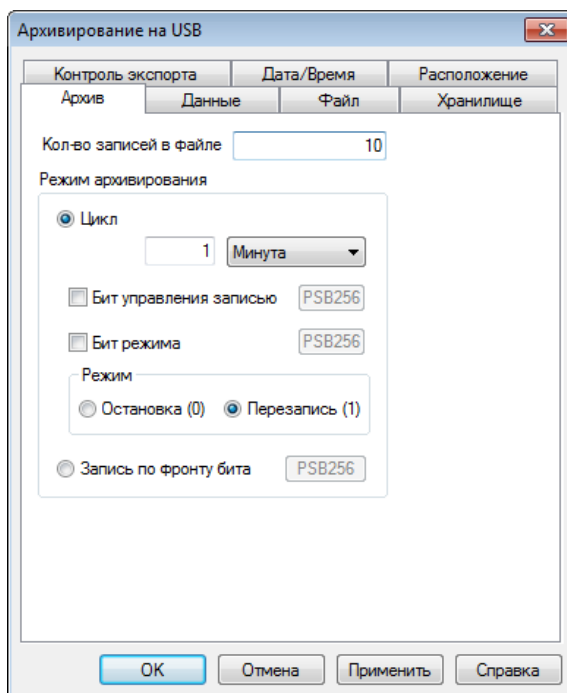 Архивирование на USB
Контроль экспорта Дата/Время Расположение
Архив Данные Файл Хранилище
Кол-во записей в файле 10
Режим архивирования
Цикл
1 Минута
Бит управления записью PSB256
Бит режима PSB256
Режим
Остановка (0) Перезапись (1)
Запись по фронту бита PSB256
OK Отмена Применить Справка